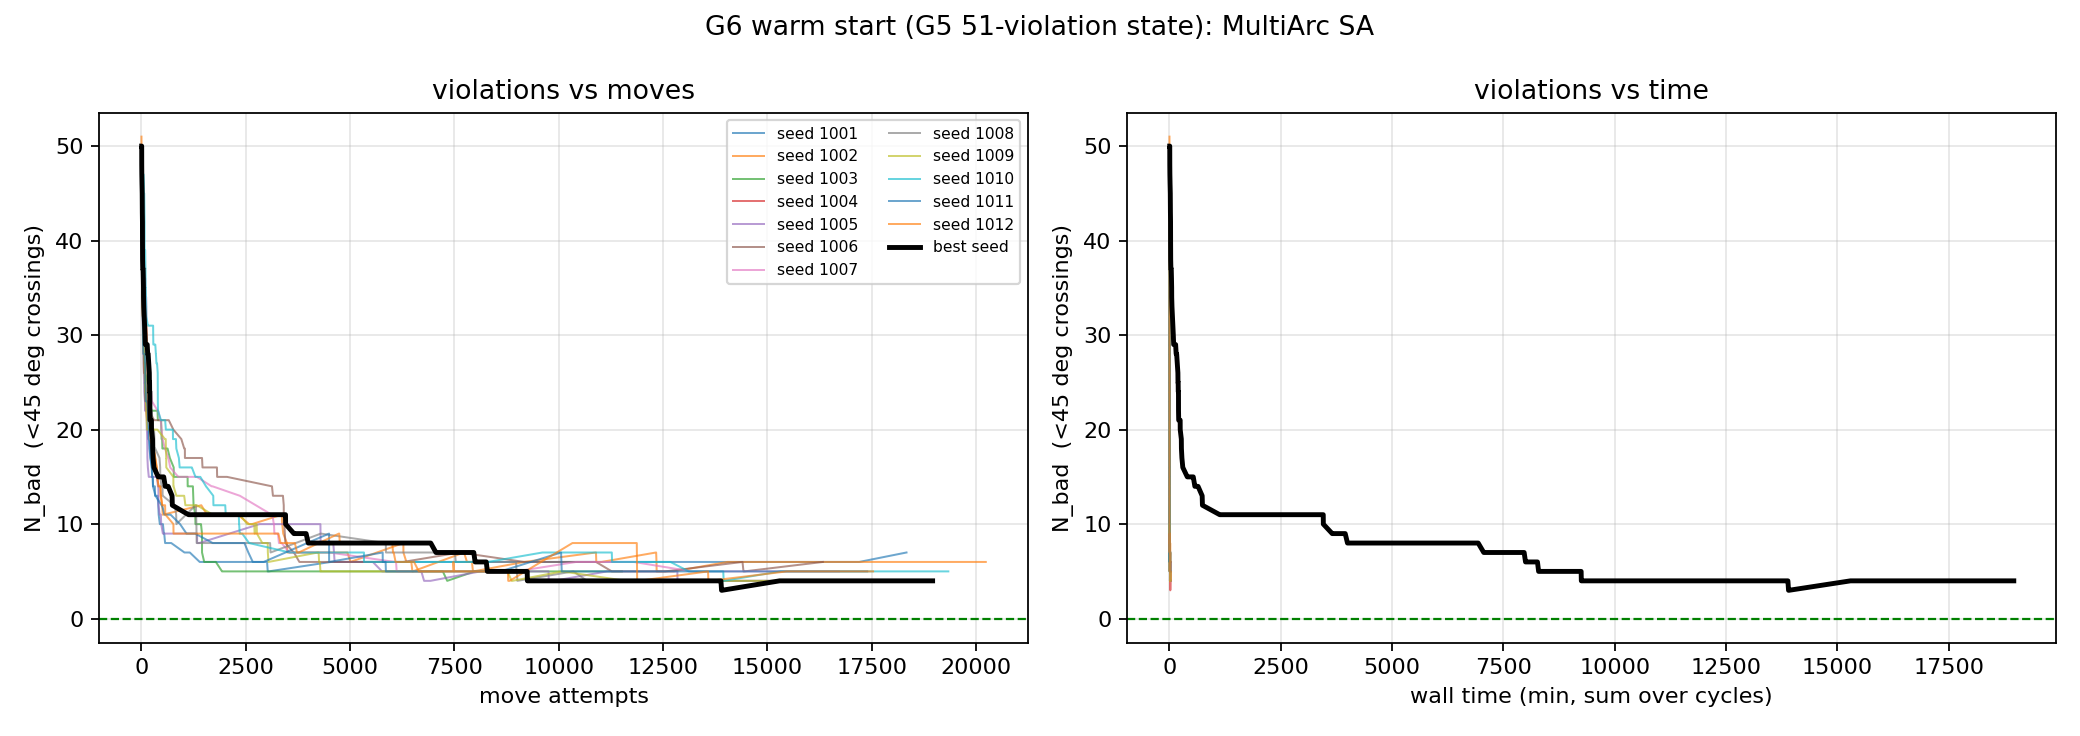 G6 warm start (G5 51-violation state): MultiArc SA
violations vs moves
N_bad (<45 deg crossings)
50
40
30
20
10
0
seed 1001
seed 1002
seed 1003
seed 1004
seed 1005
seed 1006
seed 1007
seed 1008
seed 1009
seed 1010
seed 1011
seed 1012
best seed
0 2500 5000 7500 10000 12500 15000 17500 20000
move attempts
violations vs time
N_bad (<45 deg crossings)
50
40
30
20
10
0
0 2500 5000 7500 10000 12500 15000 17500
wall time (min, sum over cycles)